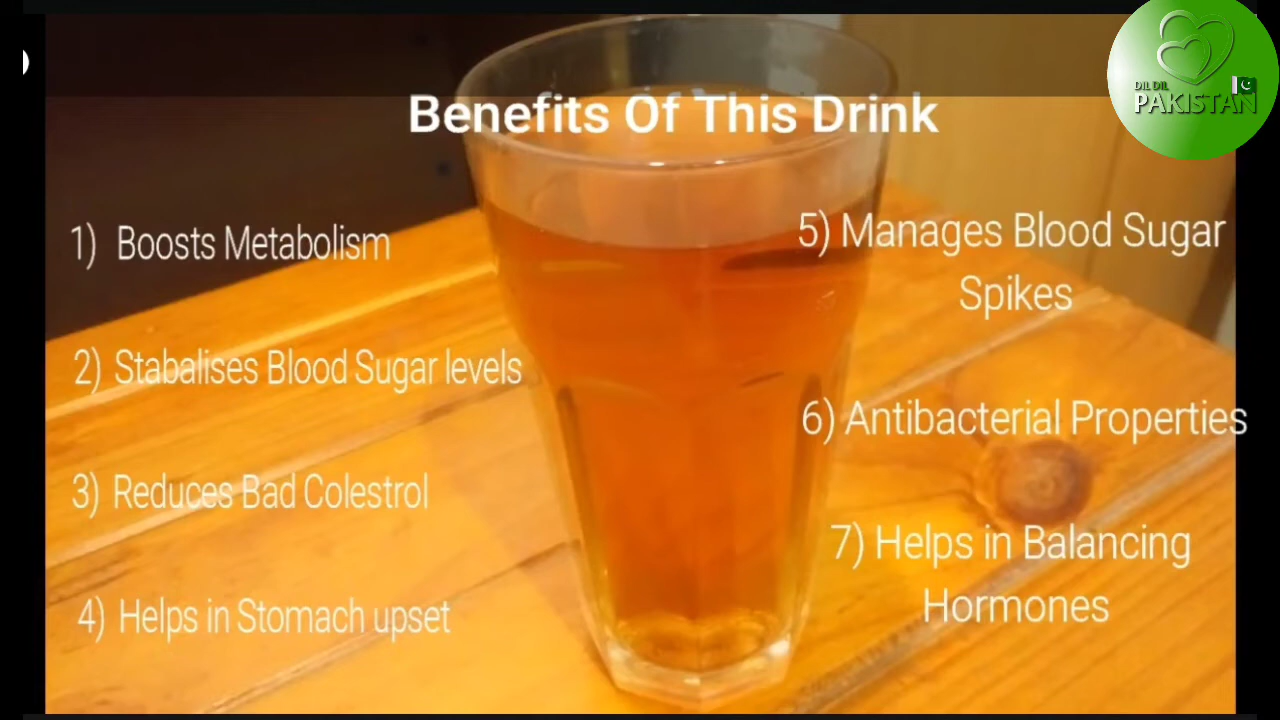 DIL DIL
PAKISTAN
Benefits Of This Drink
1) Boosts Metabolism
2) Stabalises Blood Sugar levels
3) Reduces Bad Colestrol
4) Helps in Stomach upset
5) Manages Blood Sugar
Spikes
6) Antibacterial Properties
7) Helps in Balancing
Hormones